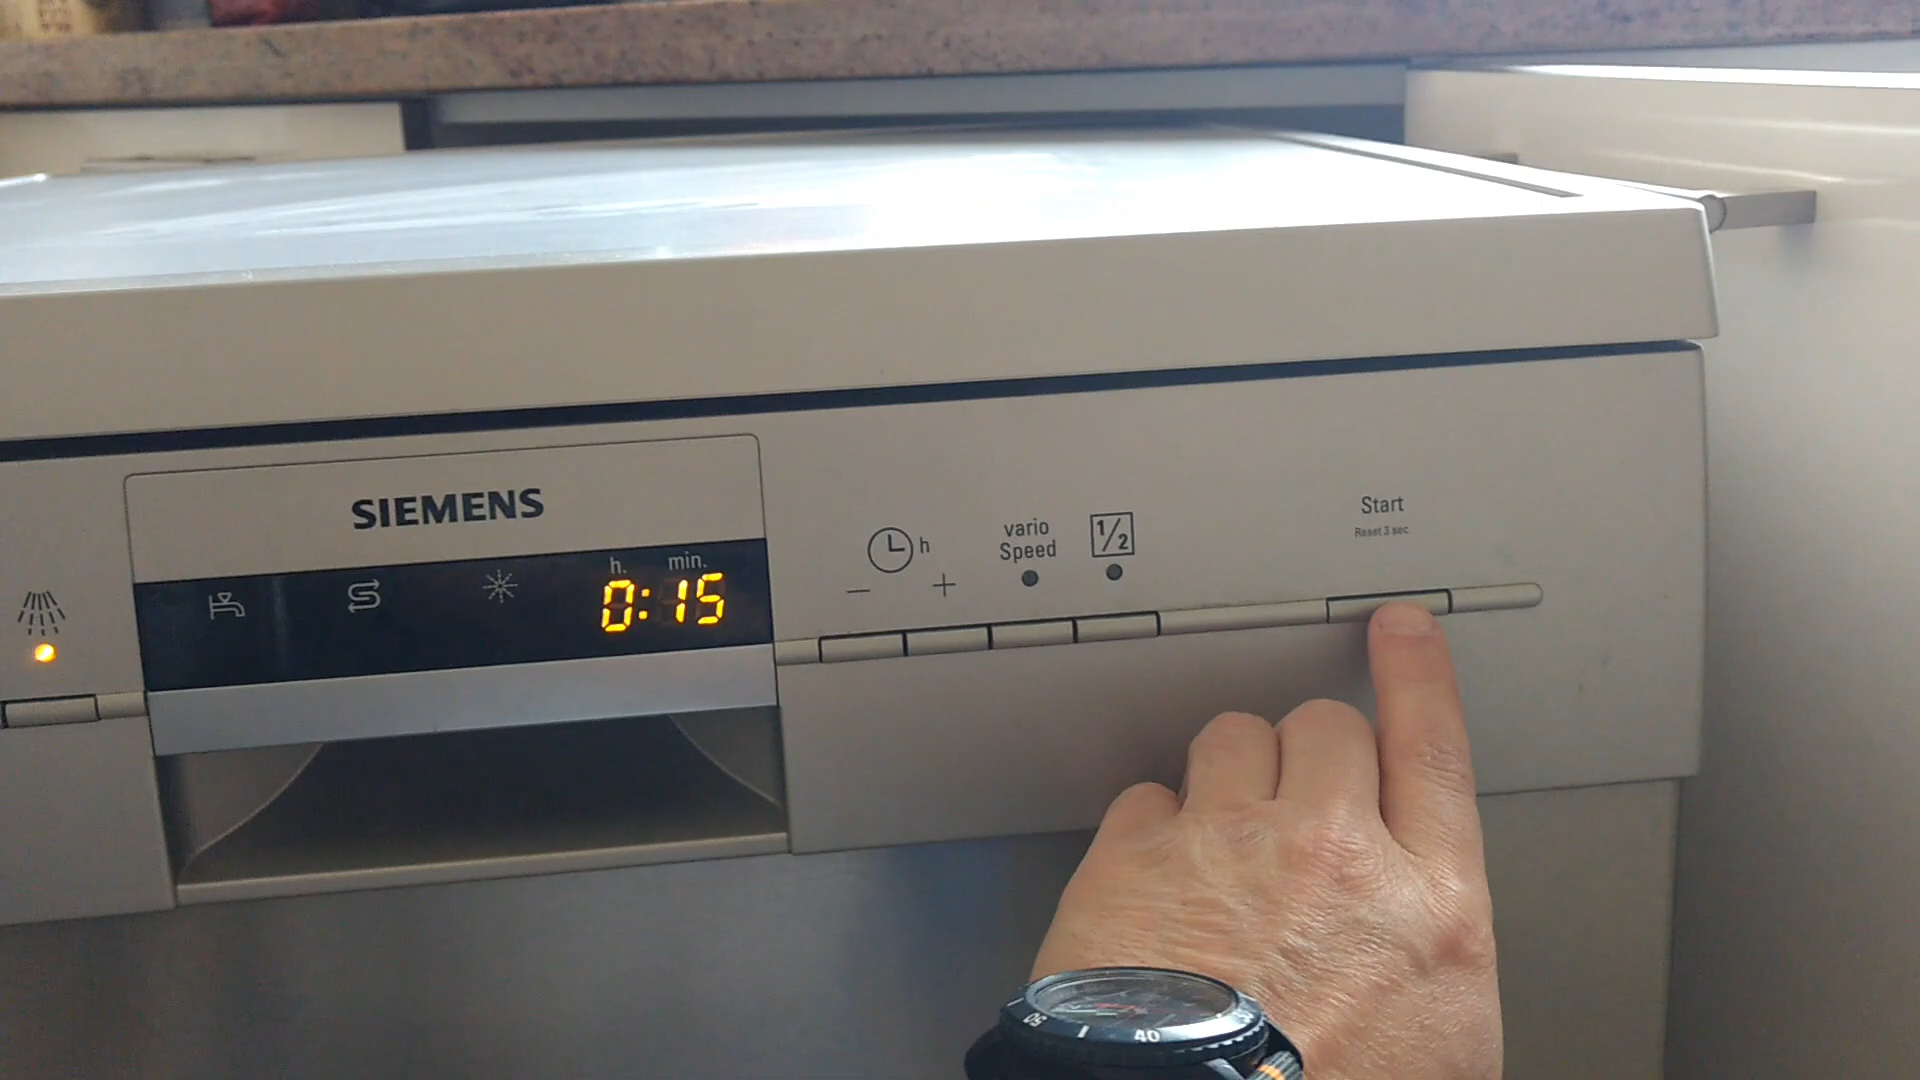 SIEMENS
h. min.
0:15
h
- +
vario
Speed
1/2
Start
Reset 3 sec.
40